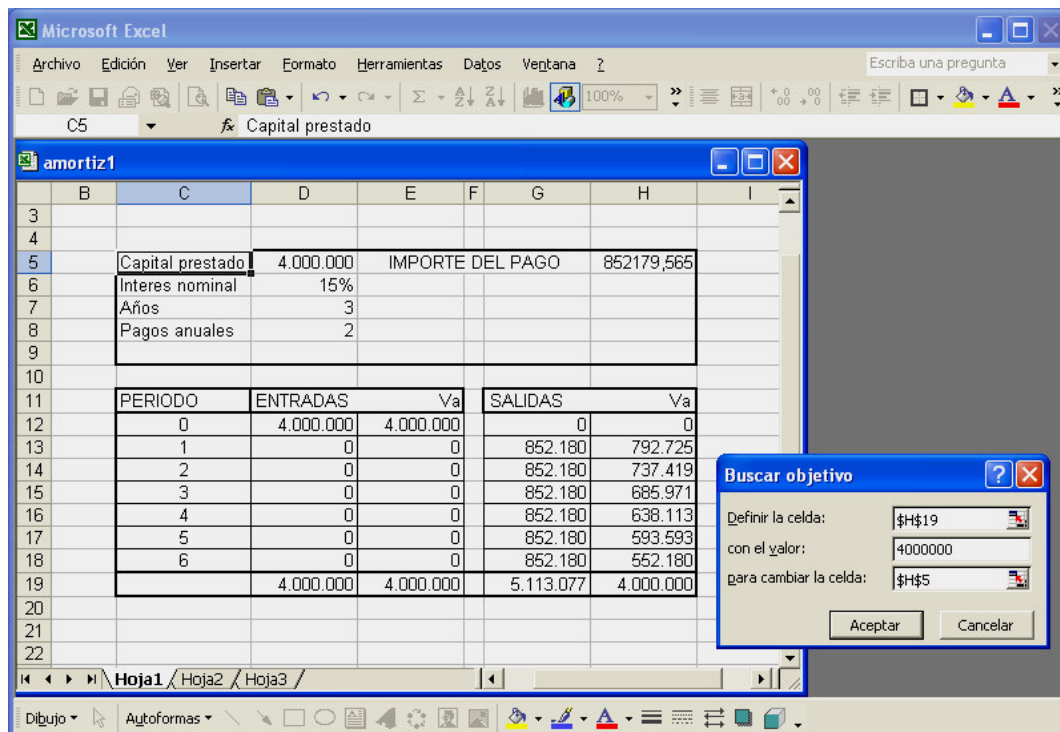 Microsoft Excel
Archivo Edición Ver Insertar Formato Herramientas Datos Ventana ? Escriba una pregunta
100%
C5 fx Capital prestado
amortiz1
B C D E F G H I
3
4
5 Capital prestado 4.000.000 IMPORTE DEL PAGO 852179,565
6 Interes nominal 15%
7 Años 3
8 Pagos anuales 2
9
10
11 PERIODO ENTRADAS Va SALIDAS Va
12 0 4.000.000 4.000.000 0 0
13 1 0 0 852.180 792.725
14 2 0 0 852.180 737.419
15 3 0 0 852.180 685.971
16 4 0 0 852.180 638.113
17 5 0 0 852.180 593.593
18 6 0 0 852.180 552.180
19 4.000.000 4.000.000 5.113.077 4.000.000
20
21
22
Buscar objetivo
Definir la celda: $H$19
con el valor: 4000000
para cambiar la celda: $H$5
Aceptar Cancelar
Hoja1 Hoja2 Hoja3
Dibujo Autoformas